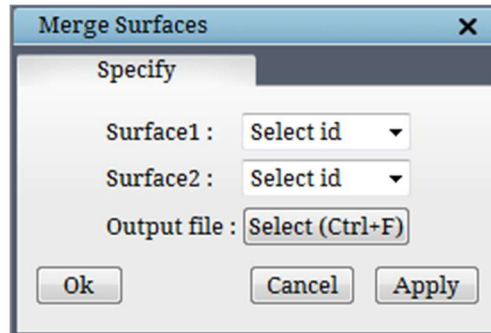 Merge Surfaces
Specify
Surface1 : Select id
Surface2 : Select id
Output file : Select (Ctrl+F)
Ok Cancel Apply